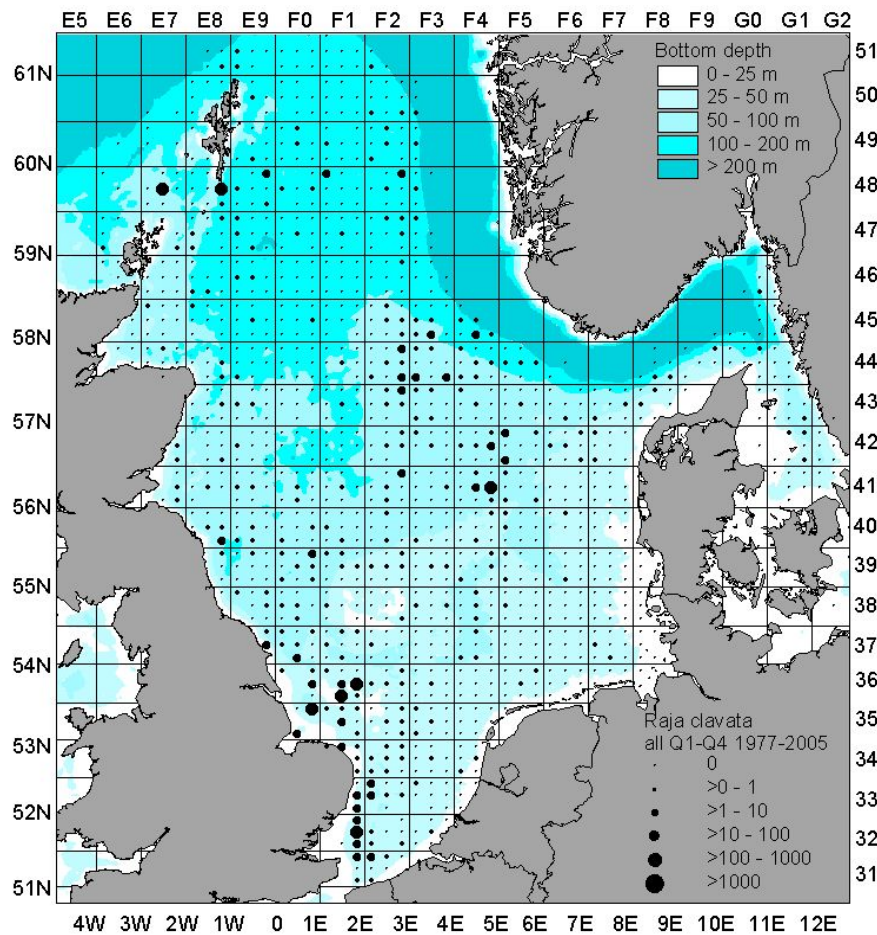 E5 E6 E7 E8 E9 F0 F1 F2 F3 F4 F5 F6 F7 F8 F9 G0 G1 G2
Bottom depth
0 - 25 m
25 - 50 m
50 - 100 m
100 - 200 m
> 200 m
61N
60N
59N
58N
57N
56N
55N
54N
53N
52N
51N
51
50
49
48
47
46
45
44
43
42
41
40
39
38
37
36
35
34
33
32
31
Raja clavata
all Q1-Q4 1977-2005
0
>0 - 1
>1 - 10
>10 - 100
>100 - 1000
>1000
4W 3W 2W 1W 0 1E 2E 3E 4E 5E 6E 7E 8E 9E 10E 11E 12E